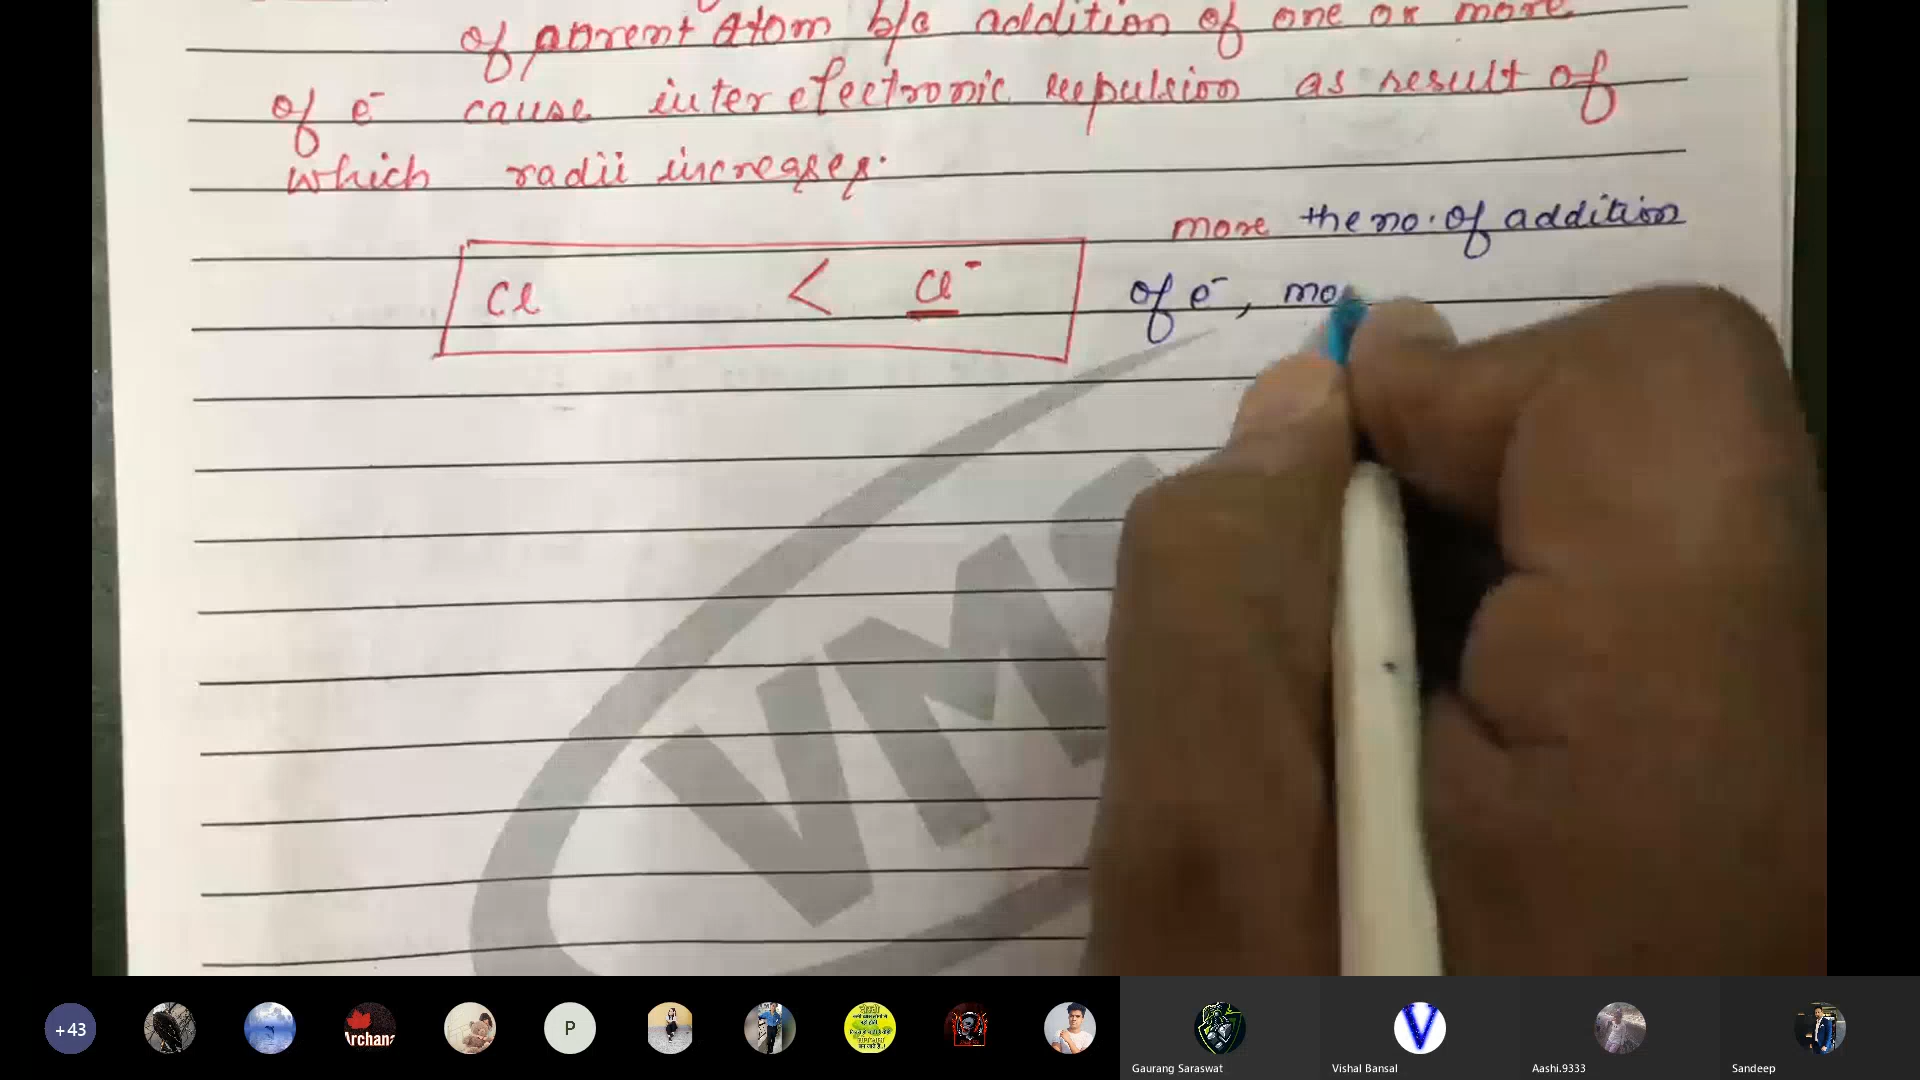 of parent atom b/c addition of one or more
of e⁻ cause inter electronic repulsion as result of
which radii increases.
more the no. of addition
Cl < Cl⁻
of e⁻, mo
VMS
+43
Archana
P
V
Gaurang Saraswat
Vishal Bansal
Aashi.9333
Sandeep